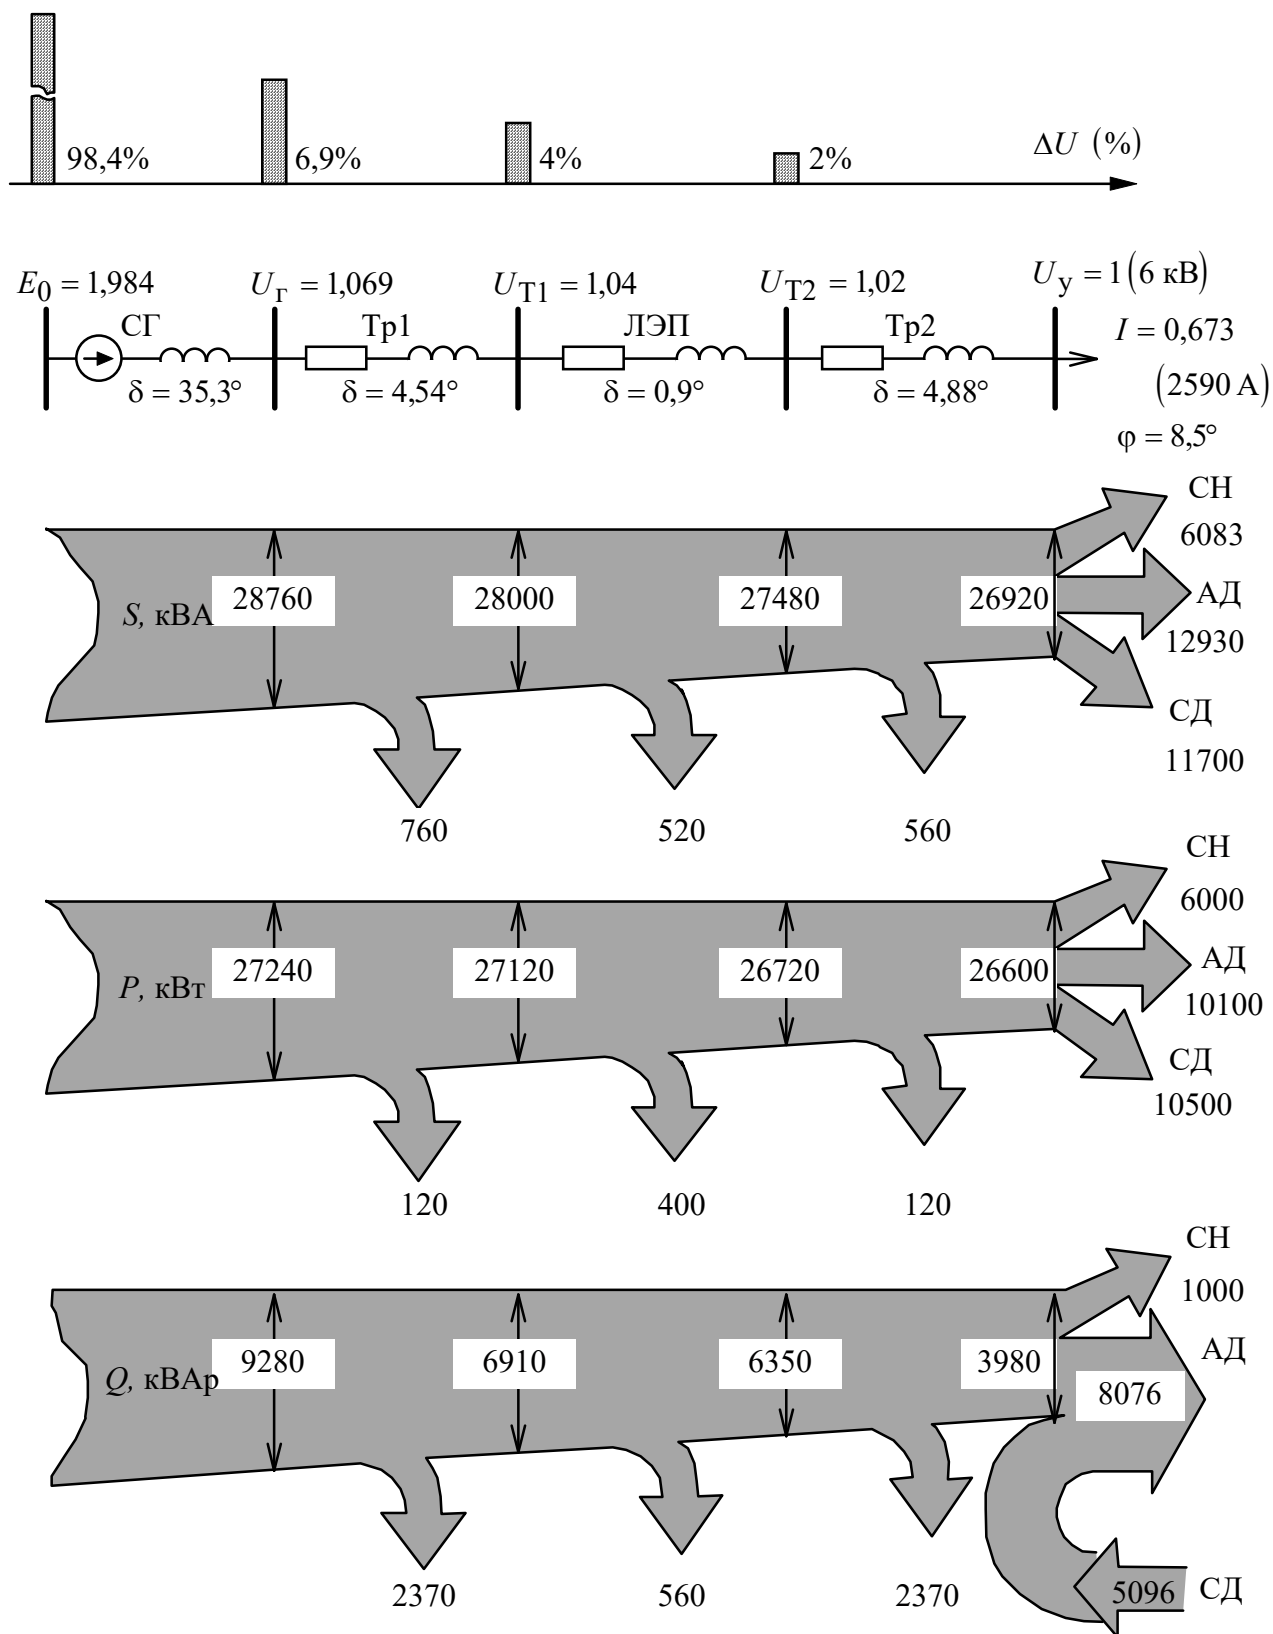 98,4%
6,9%
4%
2%
ΔU (%)
E0 = 1,984
Uг = 1,069
UТ1 = 1,04
UТ2 = 1,02
Uу = 1 (6 кВ)
СГ
Тр1
ЛЭП
Тр2
I = 0,673
(2590 А)
δ = 35,3°
δ = 4,54°
δ = 0,9°
δ = 4,88°
φ = 8,5°
СН
6083
S, кВА
28760
28000
27480
26920
АД
12930
СД
11700
760
520
560
СН
6000
P, кВт
27240
27120
26720
26600
АД
10100
СД
10500
120
400
120
СН
1000
Q, кВАр
9280
6910
6350
3980
АД
8076
2370
560
2370
5096
СД